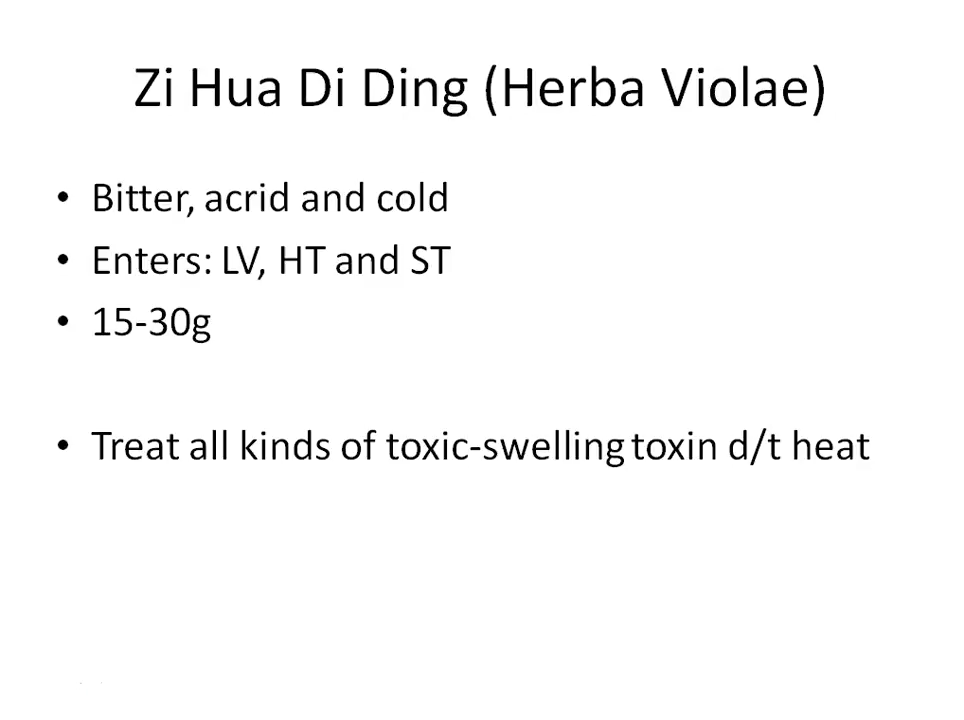 Zi Hua Di Ding (Herba Violae)
• Bitter, acrid and cold
• Enters: LV, HT and ST
• 15-30g
• Treat all kinds of toxic-swelling toxin d/t heat